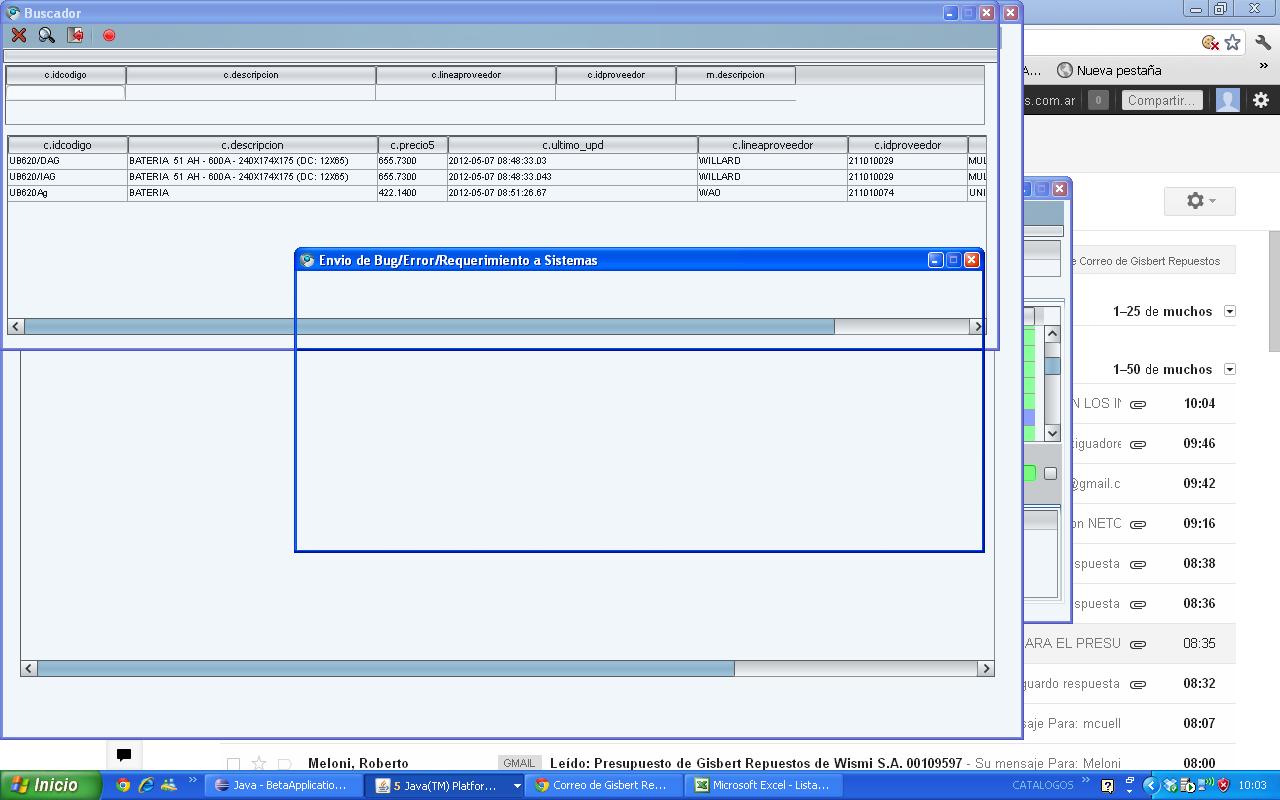 Buscador
c.idcodigo c.descripcion c.lineaproveedor c.idproveedor m.descripcion
c.idcodigo c.descripcion c.precio5 c.ultimo_upd c.lineaproveedor c.idproveedor
UB620/DAG BATERIA 51 AH - 600A - 240X174X175 (DC: 12X65) 655.7300 2012-05-07 08:48:33.03 WILLARD 211010029 MUL
UB620/IAG BATERIA 51 AH - 600A - 240X174X175 (DC: 12X65) 655.7300 2012-05-07 08:48:33.043 WILLARD 211010029 MUL
UB620Ag BATERIA 422.1400 2012-05-07 08:51:26.67 WAO 211010074 UNI
Envio de Bug/Error/Requerimiento a Sistemas
A... Nueva pestaña »
s.com.ar 0 Compartir...
e Correo de Gisbert Repuestos
1–25 de muchos
1–50 de muchos
N LOS IN 10:04
iguadore 09:46
@gmail.c 09:42
on NETO 09:16
spuesta 08:38
spuesta 08:36
ARA EL PRESU 08:35
guardo respuesta 08:32
saje Para: mcuell 08:07
Meloni, Roberto GMAIL Leído: Presupuesto de Gisbert Repuestos de Wismi S.A. 00109597 - Su mensaje Para: Meloni 08:00
Inicio » Java - BetaApplicatio... 5 Java(TM) Platfor... Correo de Gisbert Re... Microsoft Excel - Lista... CATALOGOS » 10:03